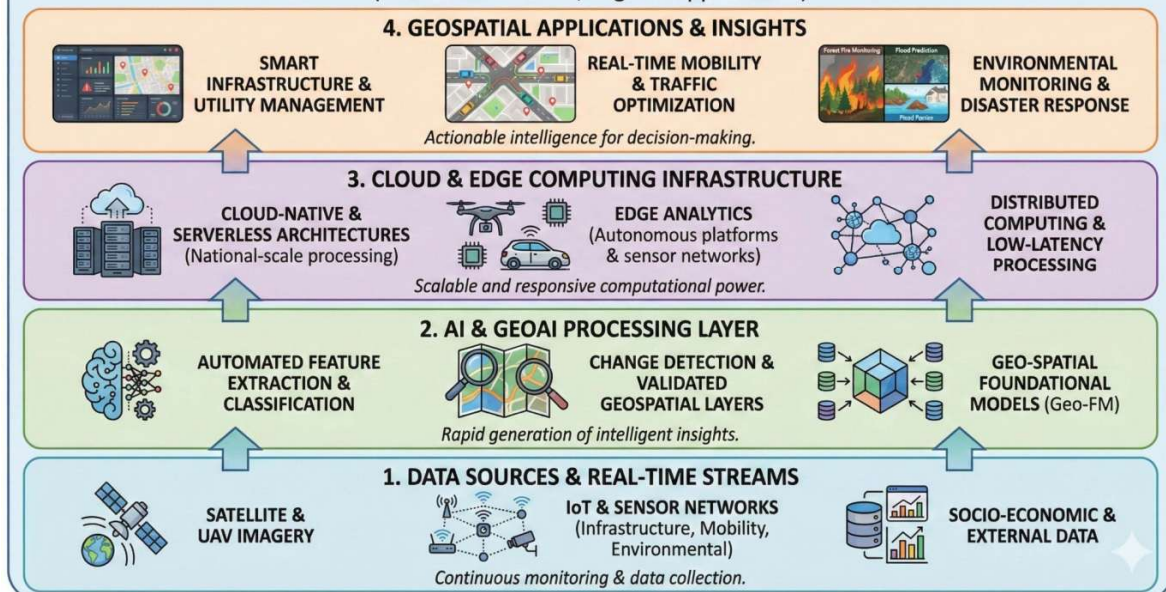 4. GEOSPATIAL APPLICATIONS & INSIGHTS
SMART
INFRASTRUCTURE &
UTILITY MANAGEMENT
REAL-TIME MOBILITY
& TRAFFIC
OPTIMIZATION
Forest Fire Monitoring
Flood Prediction
ENVIRONMENTAL
MONITORING &
DISASTER RESPONSE
Actionable intelligence for decision-making.
3. CLOUD & EDGE COMPUTING INFRASTRUCTURE
CLOUD-NATIVE &
SERVERLESS ARCHITECTURES
(National-scale processing)
EDGE ANALYTICS
(Autonomous platforms
& sensor networks)
DISTRIBUTED
COMPUTING &
LOW-LATENCY
PROCESSING
Scalable and responsive computational power.
2. AI & GEOAI PROCESSING LAYER
AUTOMATED FEATURE
EXTRACTION &
CLASSIFICATION
CHANGE DETECTION &
VALIDATED
GEOSPATIAL LAYERS
GEO-SPATIAL
FOUNDATIONAL
MODELS (Geo-FM)
Rapid generation of intelligent insights.
1. DATA SOURCES & REAL-TIME STREAMS
SATELLITE &
UAV IMAGERY
IoT & SENSOR NETWORKS
(Infrastructure, Mobility,
Environmental)
SOCIO-ECONOMIC &
EXTERNAL DATA
Continuous monitoring & data collection.